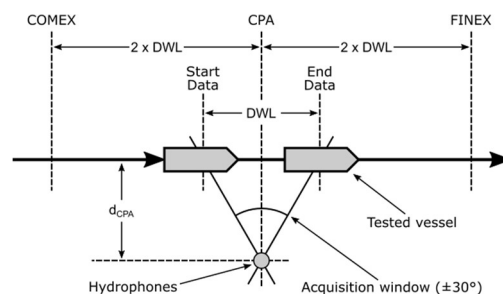 COMEX
CPA
FINEX
2 x DWL
2 x DWL
Start
Data
End
Data
DWL
dCPA
Tested vessel
Hydrophones
Acquisition window (±30°)